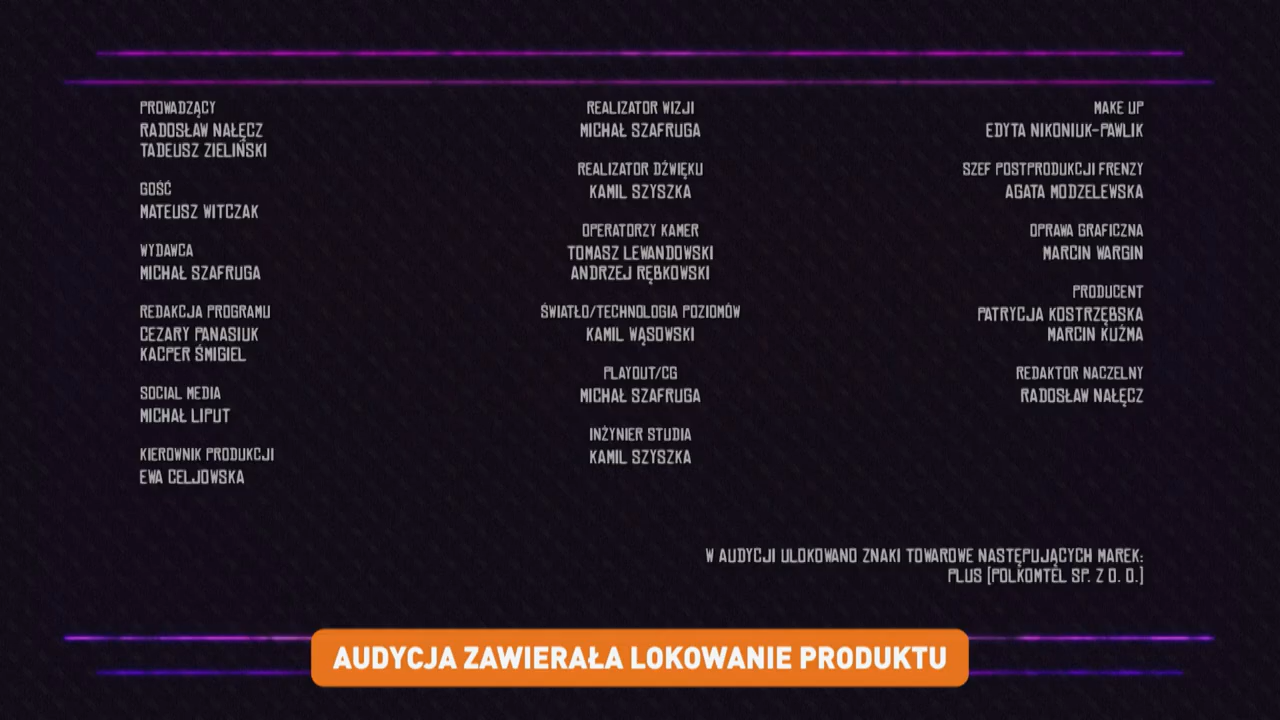 PROWADZĄCY
RADOSŁAW NAŁĘCZ
TADEUSZ ZIELIŃSKI
GOŚĆ
MATEUSZ WITCZAK
WYDAWCA
MICHAŁ SZAFRUGA
REDAKCJA PROGRAMU
CEZARY PANASIUK
KACPER ŚMIGIEL
SOCIAL MEDIA
MICHAŁ LIPUT
KIEROWNIK PRODUKCJI
EWA CELJOWSKA
REALIZATOR WIZJI
MICHAŁ SZAFRUGA
REALIZATOR DŹWIĘKU
KAMIL SZYSZKA
OPERATORZY KAMER
TOMASZ LEWANDOWSKI
ANDRZEJ RĘBKOWSKI
ŚWIATŁO/TECHNOLOGIA POZIOMÓW
KAMIL WĄSOWSKI
PLAYOUT/CG
MICHAŁ SZAFRUGA
INŻYNIER STUDIA
KAMIL SZYSZKA
MAKE UP
EDYTA NIKONIUK-PAWLIK
SZEF POSTPRODUKCJI FRENZY
AGATA MODZELEWSKA
OPRAWA GRAFICZNA
MARCIN WARGIN
PRODUCENT
PATRYCJA KOSTRZĘBSKA
MARCIN KUŹMA
REDAKTOR NACZELNY
RADOSŁAW NAŁĘCZ
W AUDYCJI ULOKOWANO ZNAKI TOWAROWE NASTĘPUJĄCYCH MAREK:
PLUS [POLKOMTEL SP. Z O. O.]
AUDYCJA ZAWIERAŁA LOKOWANIE PRODUKTU